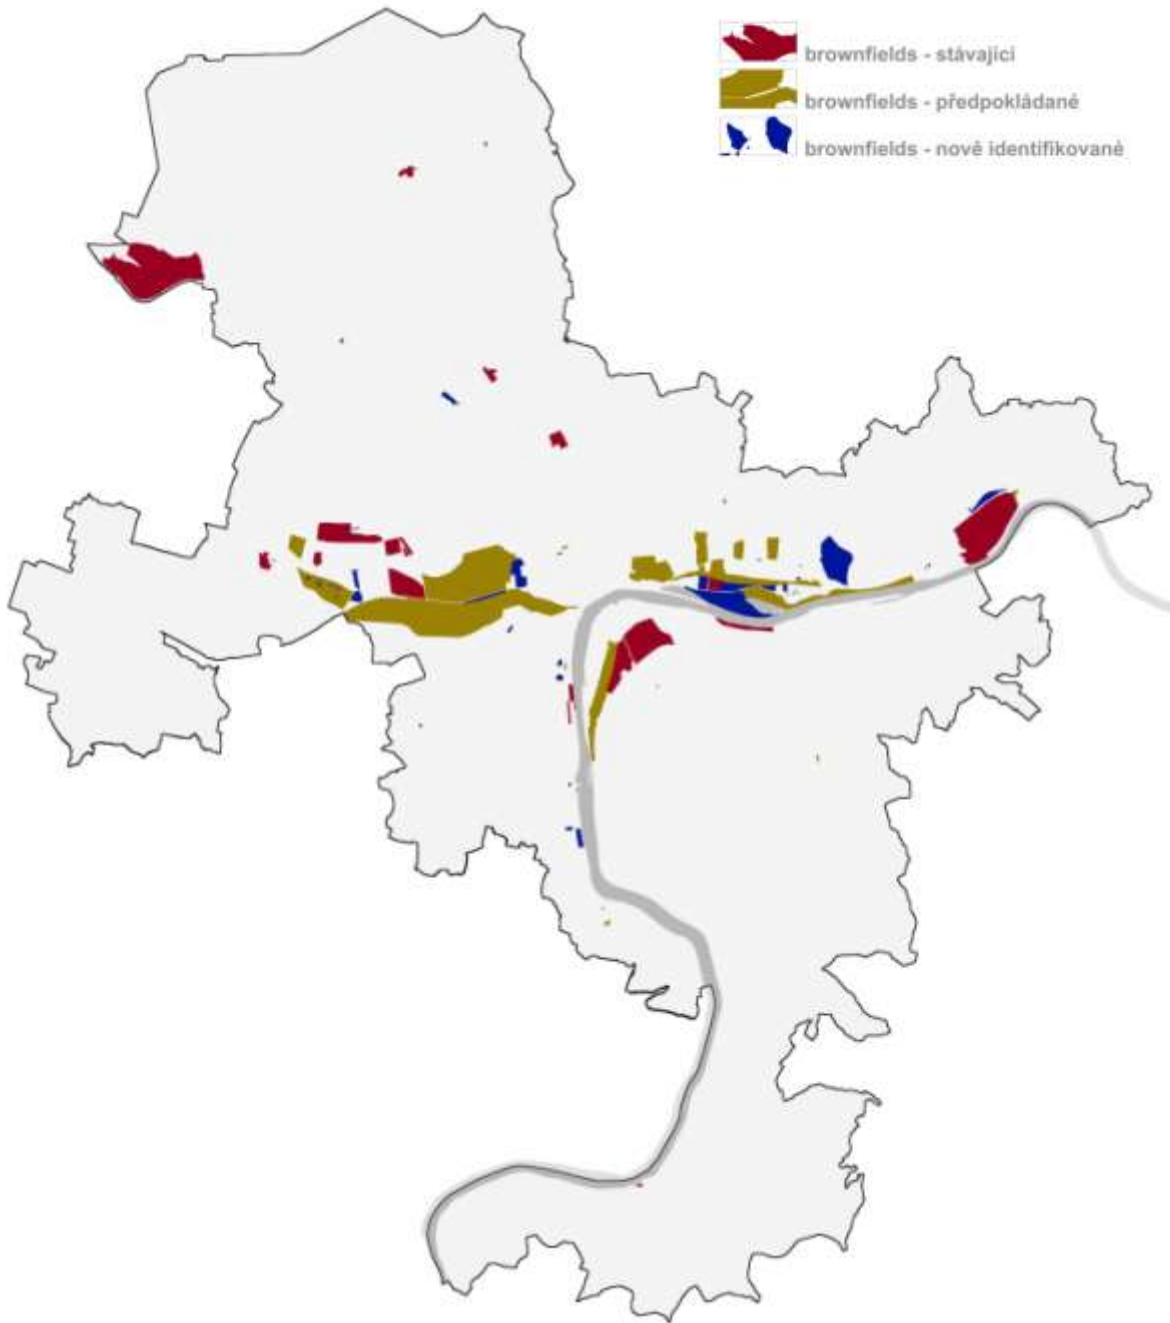 brownfields - stávající
brownfields - předpokládané
brownfields - nově identifikované